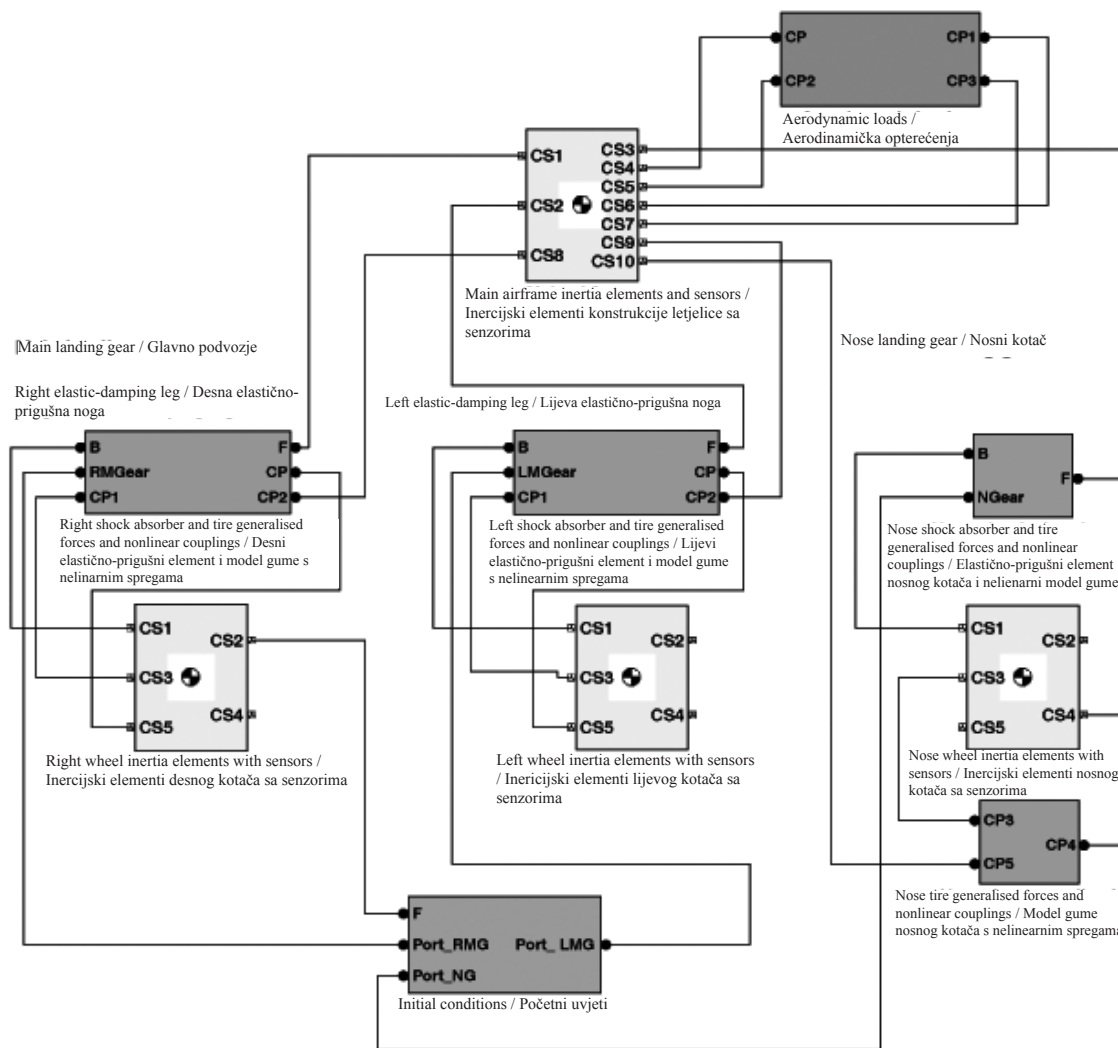 CP
CP1
CP2
CP3
Aerodynamic loads /
Aerodinamička opterećenja
CS1
CS2
CS8
CS3
CS4
CS5
CS6
CS7
CS9
CS10
Main airframe inertia elements and sensors /
Inercijski elementi konstrukcije letjelice sa
senzorima
Main landing gear / Glavno podvozje
Nose landing gear / Nosni kotač
Right elastic-damping leg / Desna elastično-
prigušna noga
Left elastic-damping leg / Lijeva elastično-prigušna noga
B
RMGear
CP1
F
CP
CP2
Right shock absorber and tire generalised
forces and nonlinear couplings / Desni
elastično-prigušni element i model gume s
nelinarnim spregama
B
LMGear
CP1
F
CP
CP2
Left shock absorber and tire generalised
forces and nonlinear couplings / Lijevi
elastično-prigušni element i model gume
s nelinearnim spregama
B
NGear
F
Nose shock absorber and tire
generalised forces and nonlinear
couplings / Elastično-prigušni element
nosnog kotača i nelienarni model gume
CS1
CS3
CS5
CS2
CS4
Right wheel inertia elements with sensors /
Inercijski elementi desnog kotača sa senzorima
CS1
CS3
CS5
CS2
CS4
Left wheel inertia elements with sensors
/ Inericijski elementi lijevog kotača sa
senzorima
CS1
CS3
CS5
CS2
CS4
Nose wheel inertia elements with
sensors / Inercijski elementi nosnog
kotača sa senzorima
CP3
CP5
CP4
Nose tire generalised forces and
nonlinear couplings / Model gume
nosnog kotača s nelinearnim spregama
F
Port_RMG
Port_NG
Port_ LMG
Initial conditions / Početni uvjeti